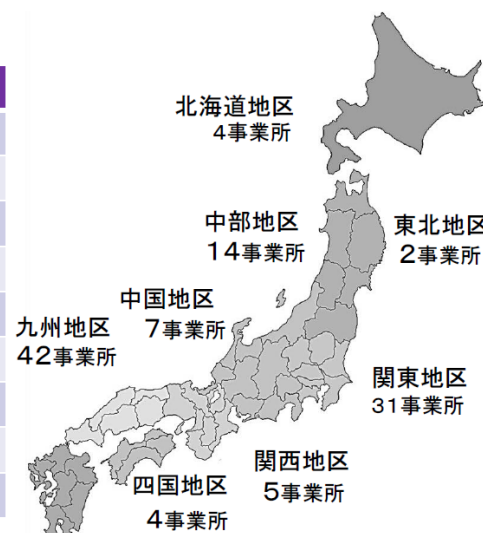 北海道地区
4事業所
中部地区
14事業所
東北地区
2事業所
中国地区
7事業所
九州地区
42事業所
関東地区
31事業所
関西地区
5事業所
四国地区
4事業所